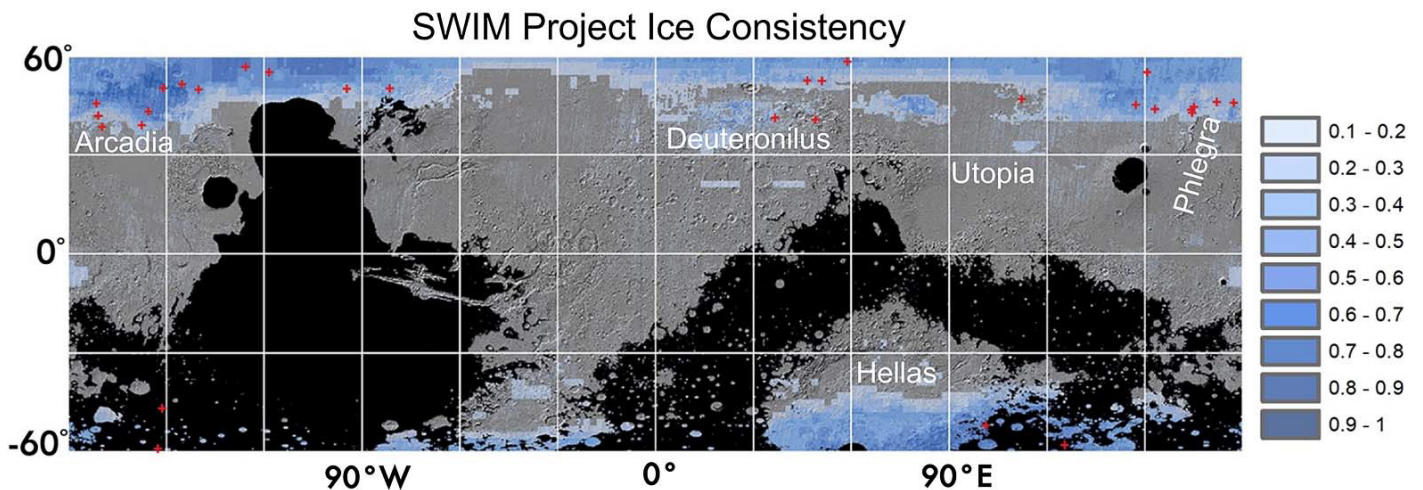 SWIM Project Ice Consistency
60°
Arcadia
Deuteronilus
Utopia
Phlegra
0°
Hellas
-60°
90°W
0°
90°E
0.1 - 0.2
0.2 - 0.3
0.3 - 0.4
0.4 - 0.5
0.5 - 0.6
0.6 - 0.7
0.7 - 0.8
0.8 - 0.9
0.9 - 1